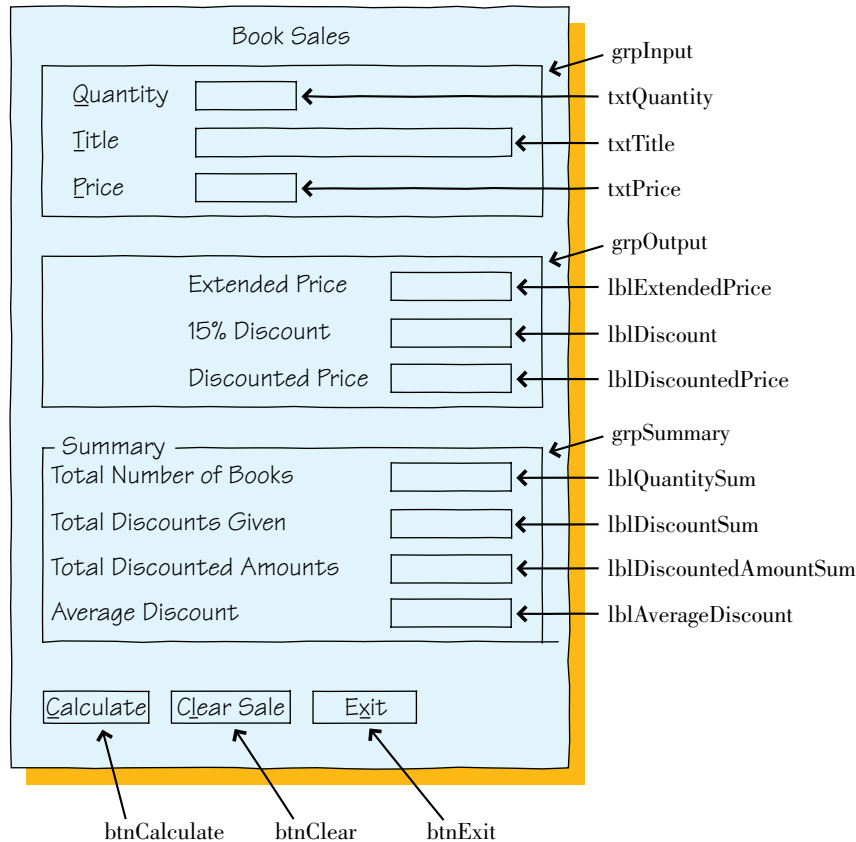 Book Sales
grpInput
Quantity
txtQuantity
Title
txtTitle
Price
txtPrice
grpOutput
Extended Price
lblExtendedPrice
15% Discount
lblDiscount
Discounted Price
lblDiscountedPrice
grpSummary
Summary
Total Number of Books
lblQuantitySum
Total Discounts Given
lblDiscountSum
Total Discounted Amounts
lblDiscountedAmountSum
Average Discount
lblAverageDiscount
Calculate Clear Sale Exit
btnCalculate btnClear btnExit